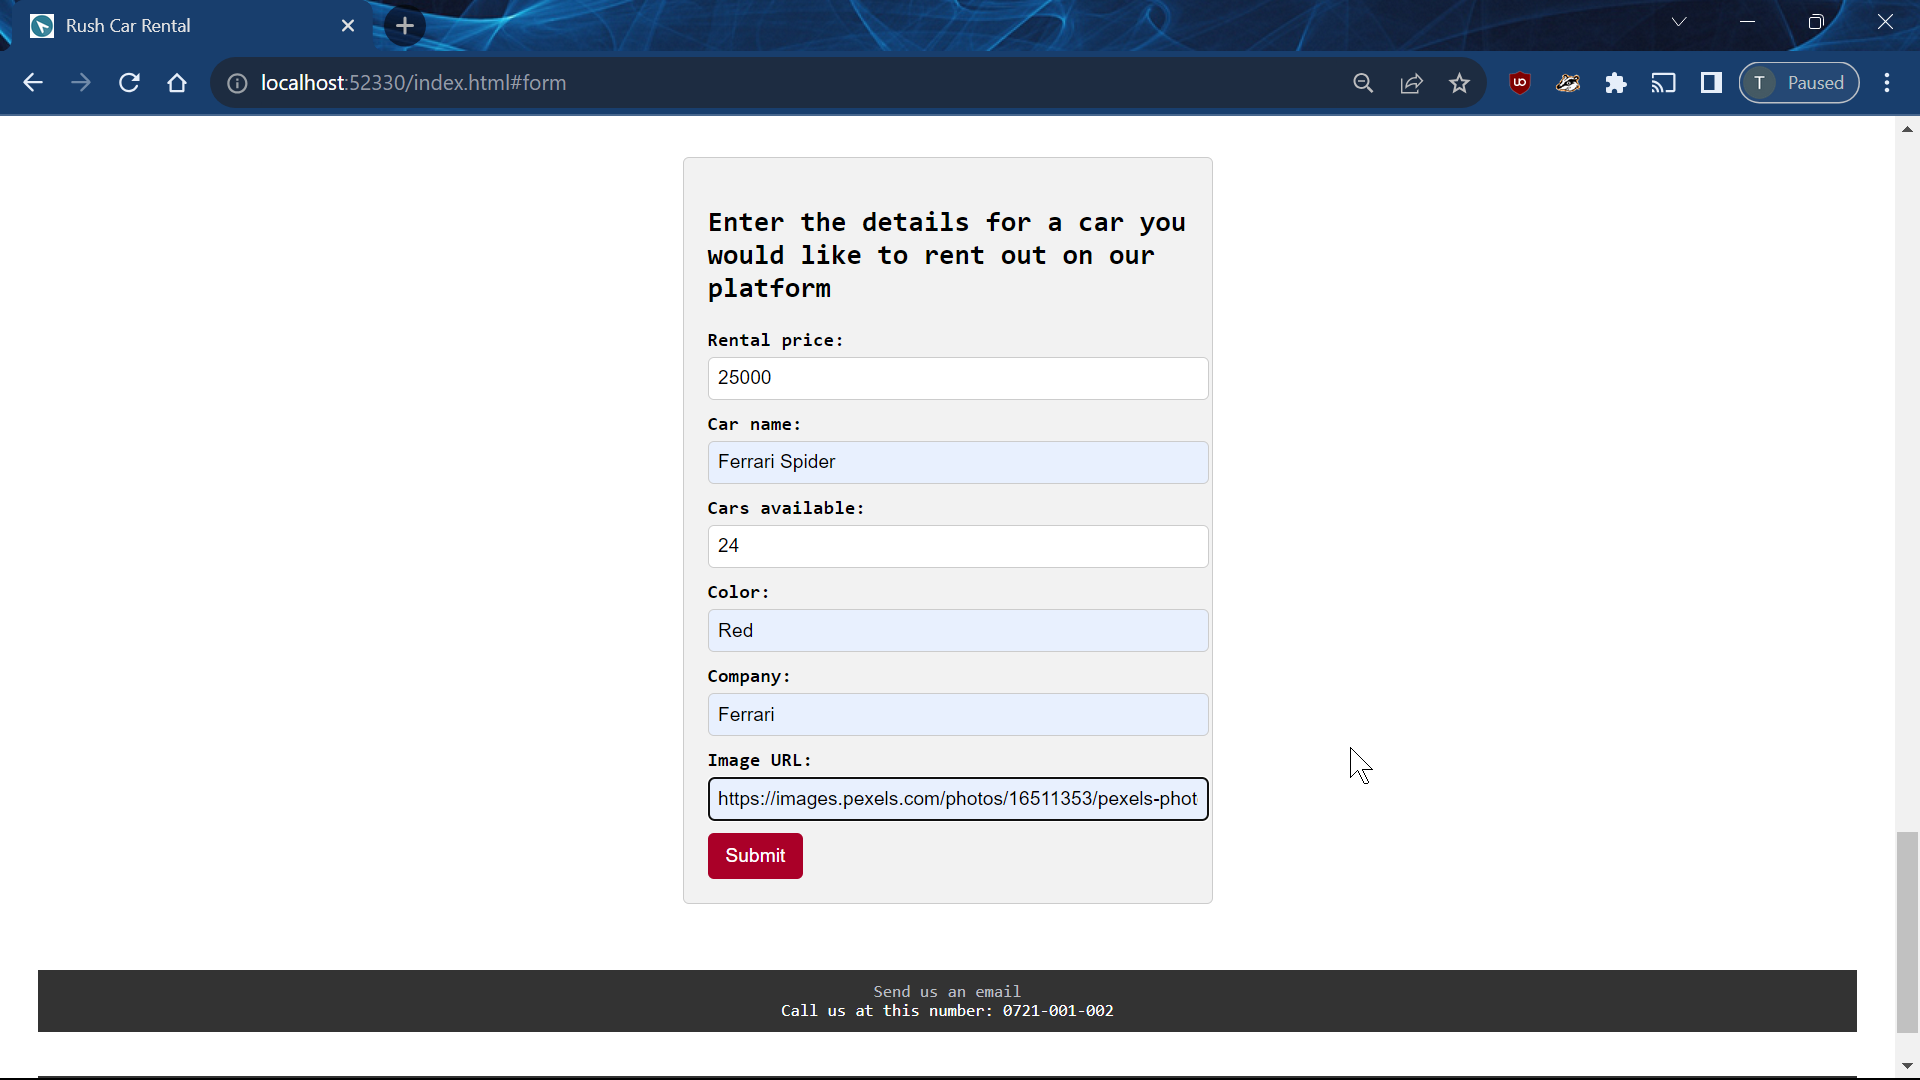 Rush Car Rental
localhost:52330/index.html#form
T Paused
Enter the details for a car you
would like to rent out on our
platform
Rental price:
25000
Car name:
Ferrari Spider
Cars available:
24
Color:
Red
Company:
Ferrari
Image URL:
https://images.pexels.com/photos/16511353/pexels-phot
Submit
Send us an email
Call us at this number: 0721-001-002